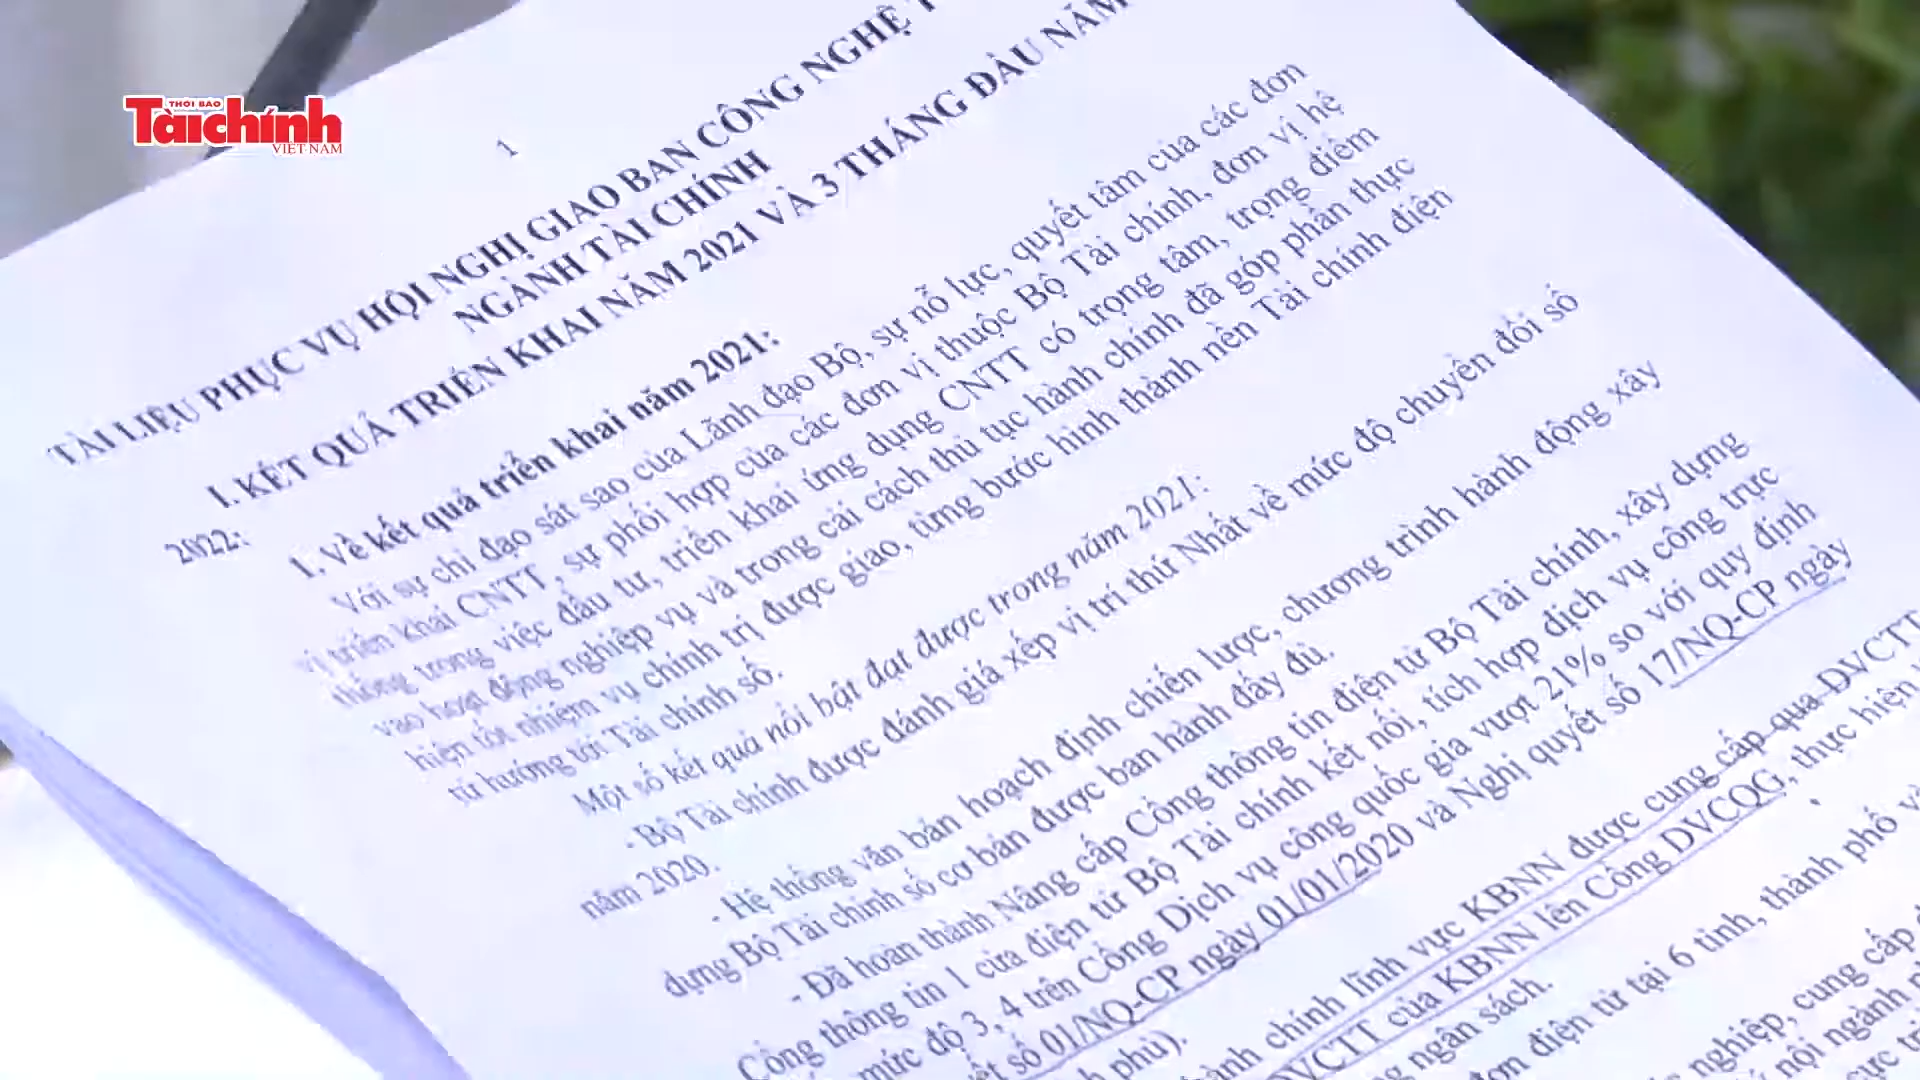 THỜI BÁO
Tàichính
VIỆT NAM
1
TÀI LIỆU PHỤC VỤ HỘI NGHỊ GIAO BAN CÔNG NGHỆ
NGÀNH TÀI CHÍNH
I. KẾT QUẢ TRIỂN KHAI NĂM 2021 VÀ 3 THÁNG ĐẦU NĂM
2022:
1. Về kết quả triển khai năm 2021:
Với sự chỉ đạo sát sao của Lãnh đạo Bộ, sự nỗ lực, quyết tâm của các đơn
vị triển khai CNTT, sự phối hợp của các đơn vị thuộc Bộ Tài chính, đơn vị hệ
thống trong việc đầu tư, triển khai ứng dụng CNTT có trọng tâm, trọng điểm
vào hoạt động nghiệp vụ và trong cải cách thủ tục hành chính đã góp phần thực
hiện tốt nhiệm vụ chính trị được giao, từng bước hình thành nền Tài chính điện
tử hướng tới Tài chính số.
Một số kết quả nổi bật đạt được trong năm 2021:
- Bộ Tài chính được đánh giá xếp vị trí thứ Nhất về mức độ chuyển đổi số
năm 2020.
- Hệ thống văn bản hoạch định chiến lược, chương trình hành động xây
dựng Bộ Tài chính số cơ bản được ban hành đầy đủ.
- Đã hoàn thành Nâng cấp Cổng thông tin điện tử Bộ Tài chính, xây dựng
Cổng thông tin 1 cửa điện tử Bộ Tài chính kết nối, tích hợp dịch vụ công trực
mức độ 3, 4 trên Cổng Dịch vụ công quốc gia vượt 21% so với quy định
số 01/NQ-CP ngày 01/01/2020 và Nghị quyết số 17/NQ-CP ngày
phủ).
chính lĩnh vực KBNN được cung cấp qua DVCTT
của KBNN lên Cổng DVCQG, thực hiện
ngân sách.
điện tử tại 6 tỉnh, thành phố
nghiệp, cung cấp
nội ngành